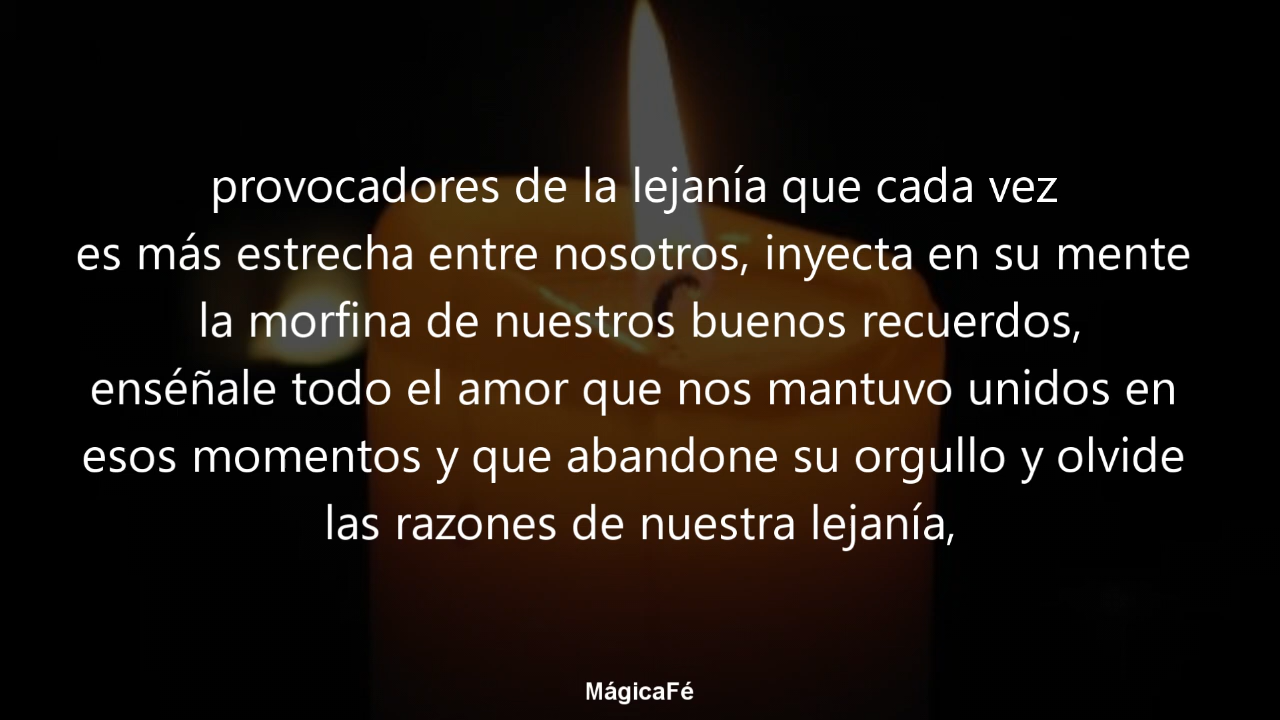 provocadores de la lejanía que cada vez
es más estrecha entre nosotros, inyecta en su mente
la morfina de nuestros buenos recuerdos,
enséñale todo el amor que nos mantuvo unidos en
esos momentos y que abandone su orgullo y olvide
las razones de nuestra lejanía,
MágicaFé